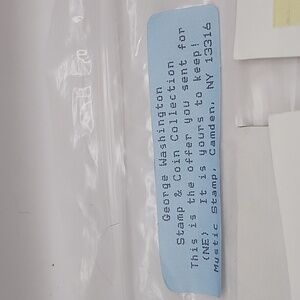 George Washington
Stamp & Coin Collection
This is the offer you sent for
(NE) It is yours to keep!
Mystic Stamp, Camden, NY 13316